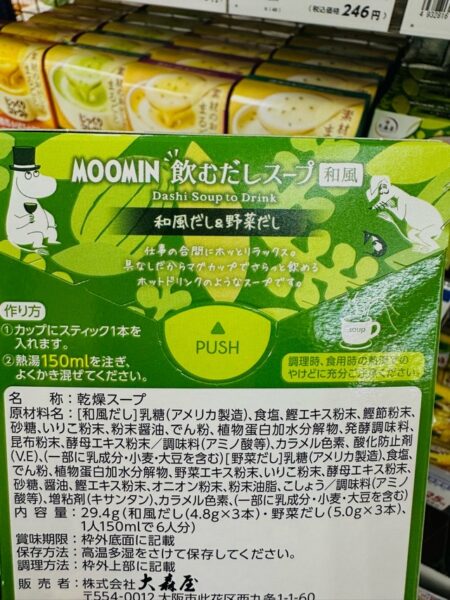 (税込価格 246円)
MOOMIN 飲むだしスープ 和風
Dashi Soup to Drink
和風だし&野菜だし
仕事の合間にホッとリラックス。
具なしだからマグカップでさらっと飲める
ホットドリンクのようなスープです。
作り方
①カップにスティック1本を
入れます。
②熱湯150mlを注ぎ、
よくかき混ぜてください。
PUSH
soup
調理時、食用時の熱湯での
やけどに充分ご注意ください
名 称:乾燥スープ
原材料名:[和風だし]乳糖(アメリカ製造)、食塩、鰹エキス粉末、鰹節粉末、
砂糖、いりこ粉末、粉末醤油、でん粉、植物蛋白加水分解物、発酵調味料、
昆布粉末、酵母エキス粉末/調味料(アミノ酸等)、カラメル色素、酸化防止剤
(V.E)、(一部に乳成分・小麦・大豆を含む)[野菜だし]乳糖(アメリカ製造)、食塩、
でん粉、植物蛋白加水分解物、野菜エキス粉末、いりこ粉末、酵母エキス粉末、
砂糖、醤油、鰹エキス粉末、オニオン粉末、粉末油脂、こしょう/調味料(アミノ
酸等)、増粘剤(キサンタン)、カラメル色素、(一部に乳成分・小麦・大豆を含む)
内 容 量:29.4g(和風だし(4.8g×3本)・野菜だし(5.0g×3本)、
1人150mlで6人分)
賞味期限:枠外底面に記載
保存方法:高温多湿をさけて保存してください。
調理方法:枠外上部に記載
販 売 者:株式会社 大森屋
〒554-0012 大阪市此花区西九条1-1-60